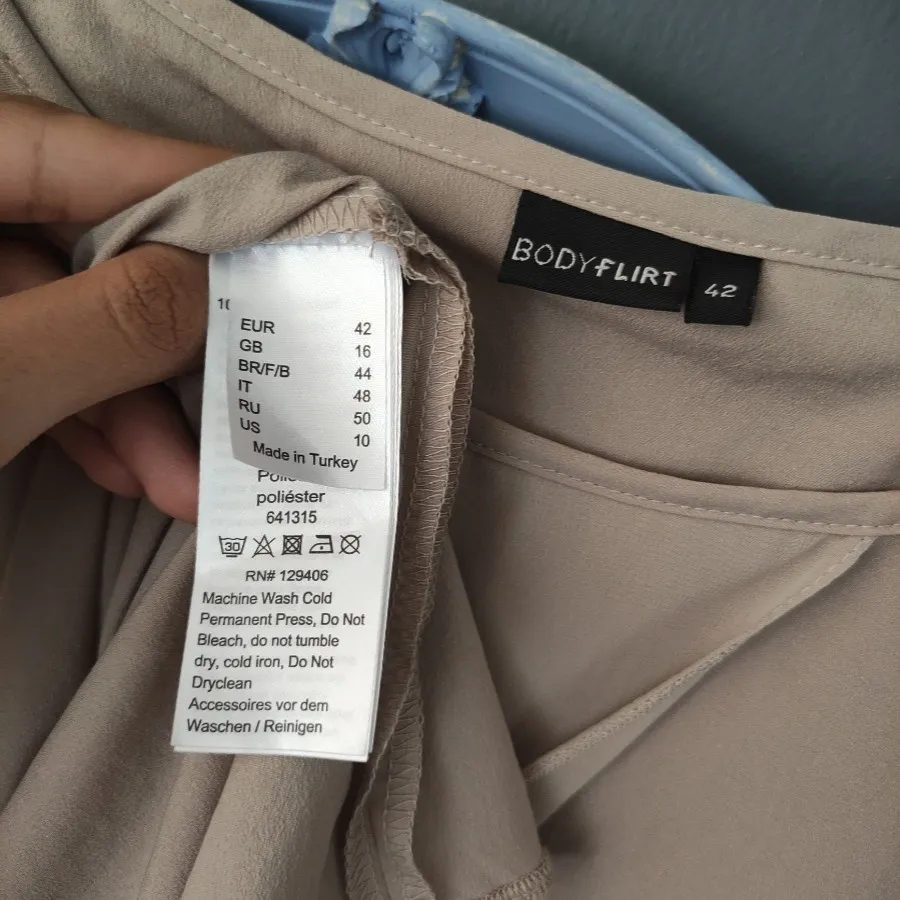 BODYFLIRT
42
EUR 42
GB 16
BR/F/B 44
IT 48
RU 50
US 10
Made in Turkey
poliéster
641315
30
RN# 129406
Machine Wash Cold
Permanent Press, Do Not
Bleach, do not tumble
dry, cold iron, Do Not
Dryclean
Accessoires vor dem
Waschen / Reinigen